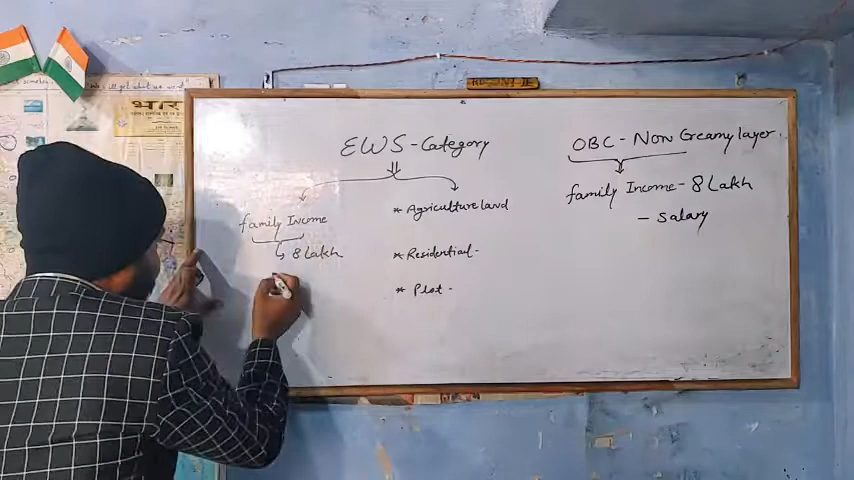 EWS - Category
family Income
↳ 8 Lakh.
* Agriculture land
* Residential -
* Plot -
OBC - Non Creamy layer.
family Income - 8 Lakh
- Salary